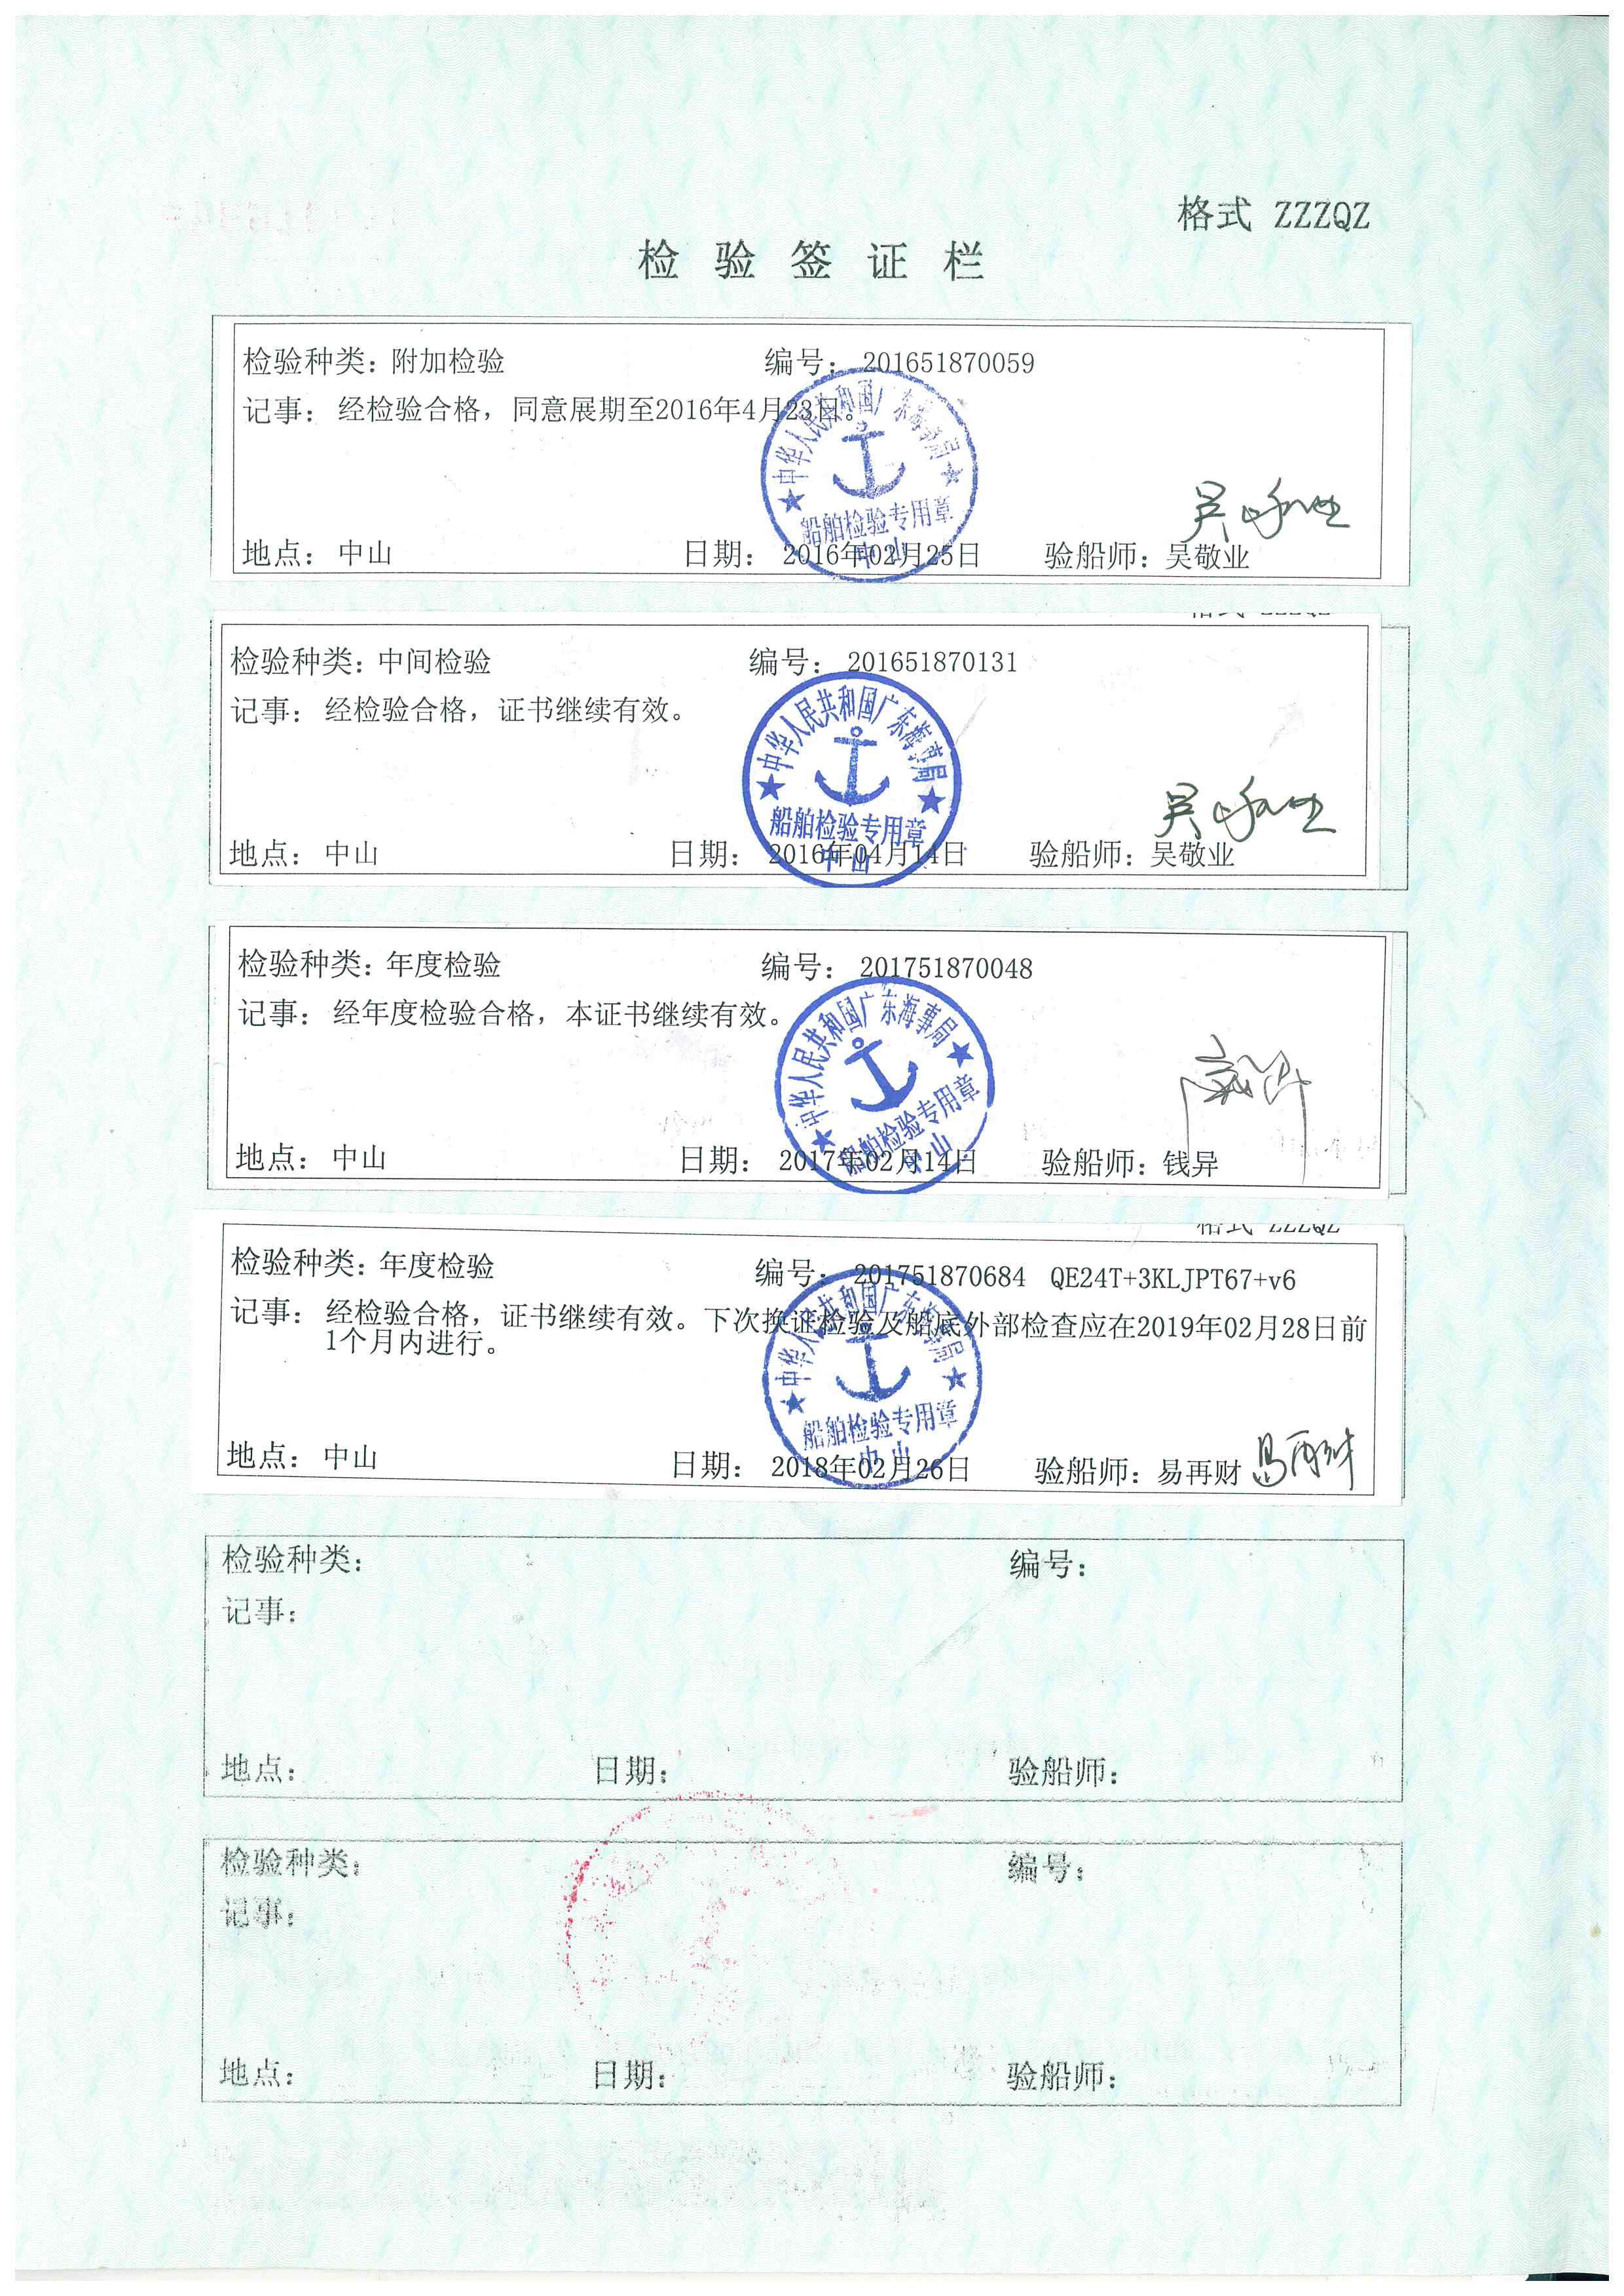 格式 ZZZQZ
检验签证栏
检验种类：附加检验 编号： 201651870059
记事： 经检验合格，同意展期至2016年4月23日。
中华人民共和国广东海事局
船舶检验专用章
中山
吴敬业
地点： 中山 日期： 2016年02月25日 验船师：吴敬业
检验种类：中间检验 编号： 201651870131
记事： 经检验合格，证书继续有效。
中华人民共和国广东海事局
船舶检验专用章
中山
吴敬业
地点： 中山 日期： 2016年04月14日 验船师：吴敬业
检验种类：年度检验 编号： 201751870048
记事： 经年度检验合格，本证书继续有效。
中华人民共和国广东海事局
船舶检验专用章
中山
地点： 中山 日期： 2017年02月14日 验船师：钱异
格式 ZZZQZ
检验种类：年度检验 编号： 201751870684 QE24T+3KLJPT67+v6
记事： 经检验合格，证书继续有效。下次换证检验及船底外部检查应在2019年02月28日前
1个月内进行。
中华人民共和国广东海事局
船舶检验专用章
中山
地点： 中山 日期： 2018年02月26日 验船师：易再财 易再财
检验种类： 编号：
记事：
地点： 日期： 验船师：
检验种类： 编号：
记事：
地点： 日期： 验船师：